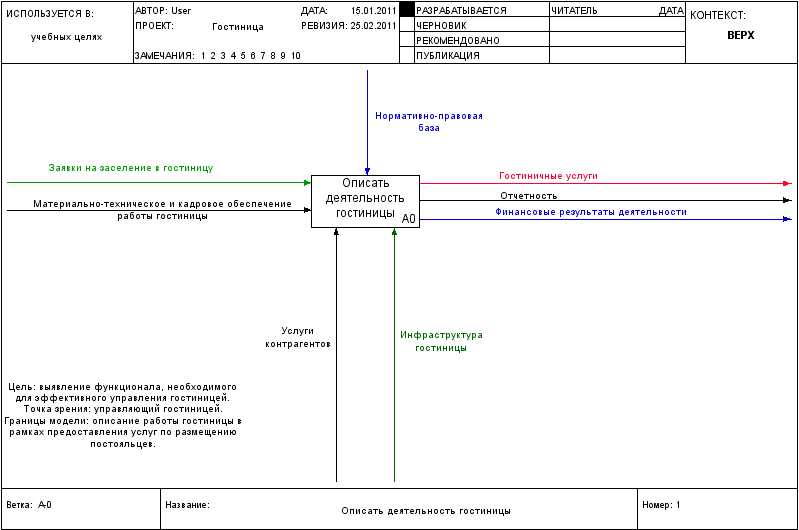 ИСПОЛЬЗУЕТСЯ В:
учебных целях
АВТОР: User
ДАТА: 15.01.2011
ПРОЕКТ: Гостиница
РЕВИЗИЯ: 25.02.2011
ЗАМЕЧАНИЯ: 1 2 3 4 5 6 7 8 9 10
РАЗРАБАТЫВАЕТСЯ
ЧЕРНОВИК
РЕКОМЕНДОВАНО
ПУБЛИКАЦИЯ
ЧИТАТЕЛЬ ДАТА
КОНТЕКСТ:
ВЕРХ
Нормативно-правовая
база
Заявки на заселение в гостиницу
Материально-техническое и кадровое обеспечение
работы гостиницы
Описать
деятельность
гостиницы
A0
Гостиничные услуги
Отчетность
Финансовые результаты деятельности
Услуги
контрагентов
Инфраструктура
гостиницы
Цель: выявление функционала, необходимого
для эффективного управления гостиницей.
Точка зрения: управляющий гостиницей.
Границы модели: описание работы гостиницы в
рамках предоставления услуг по размещению
постояльцев.
Ветка: A-0
Название:
Описать деятельность гостиницы
Номер: 1